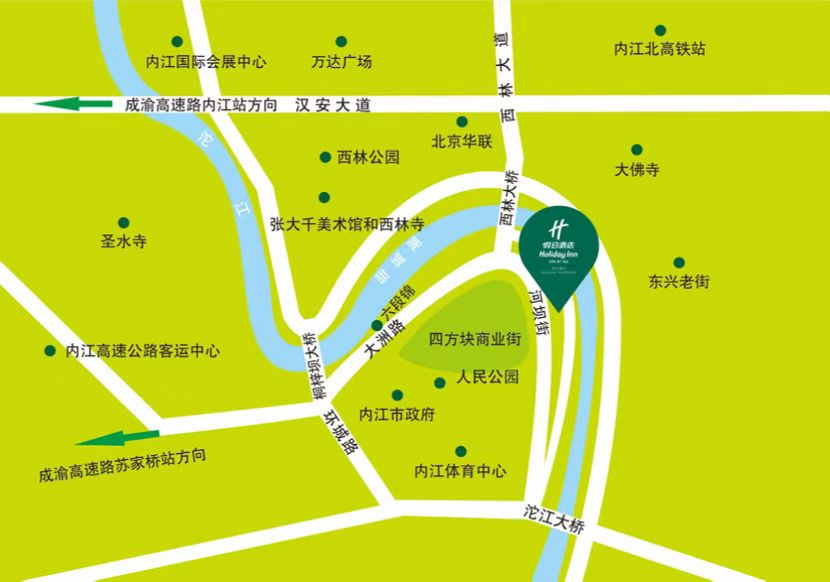 内江国际会展中心
万达广场
西林大道
内江北高铁站
成渝高速路内江站方向
汉安大道
沱江
北京华联
西林公园
大佛寺
西林大桥
张大千美术馆和西林寺
圣水寺
假日酒店
Holiday Inn
甜城湖
东兴老街
六段锦
大洲路
河坝街
四方块商业街
内江高速公路客运中心
桐梓坝大桥
人民公园
内江市政府
环城路
成渝高速路苏家桥站方向
内江体育中心
沱江大桥